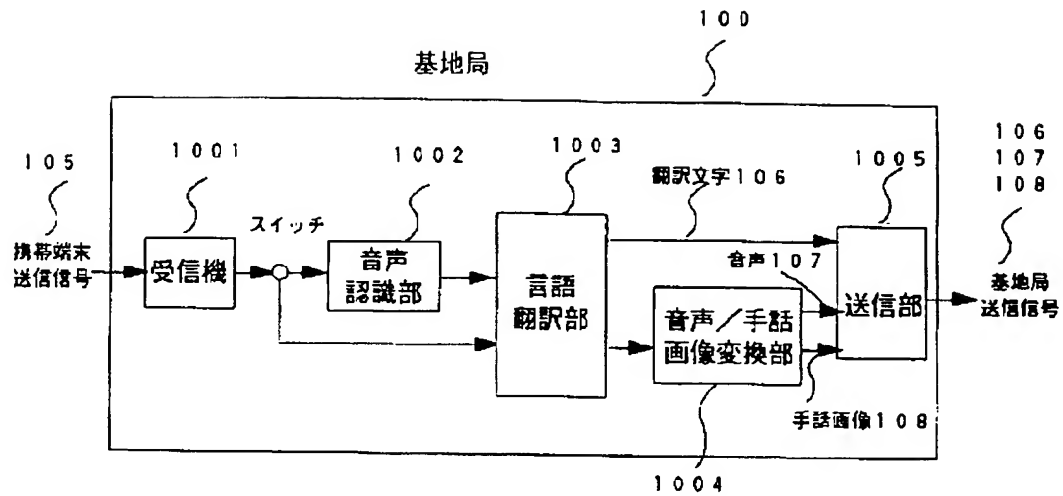 100
基地局
106
107
108
105
1001
1002
1003
1005
翻訳文字106
スイッチ
携帯端末
送信信号
受信機
音声
認識部
言語
翻訳部
音声107
送信部
基地局
送信信号
音声／手話
画像変換部
手話画像108
1004